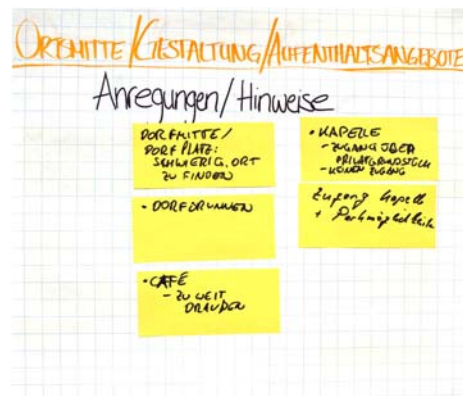 ORTSMITTE/GESTALTUNG/AUFENTHALTSANGEBOTE
Anregungen/Hinweise
DORFMITTE/
DORFPLATZ:
SCHWIERIG, ORT
ZU FINDEN
• DORFBRUNNEN
• CAFÉ
- ZU WEIT
DRAUßEN
• KAPELLE
- ZUGANG ÜBER
PRIVATGRUNDSTÜCK
- KEINEN ZUGANG
Zugang Kapelle
+ Parkmöglichkeit